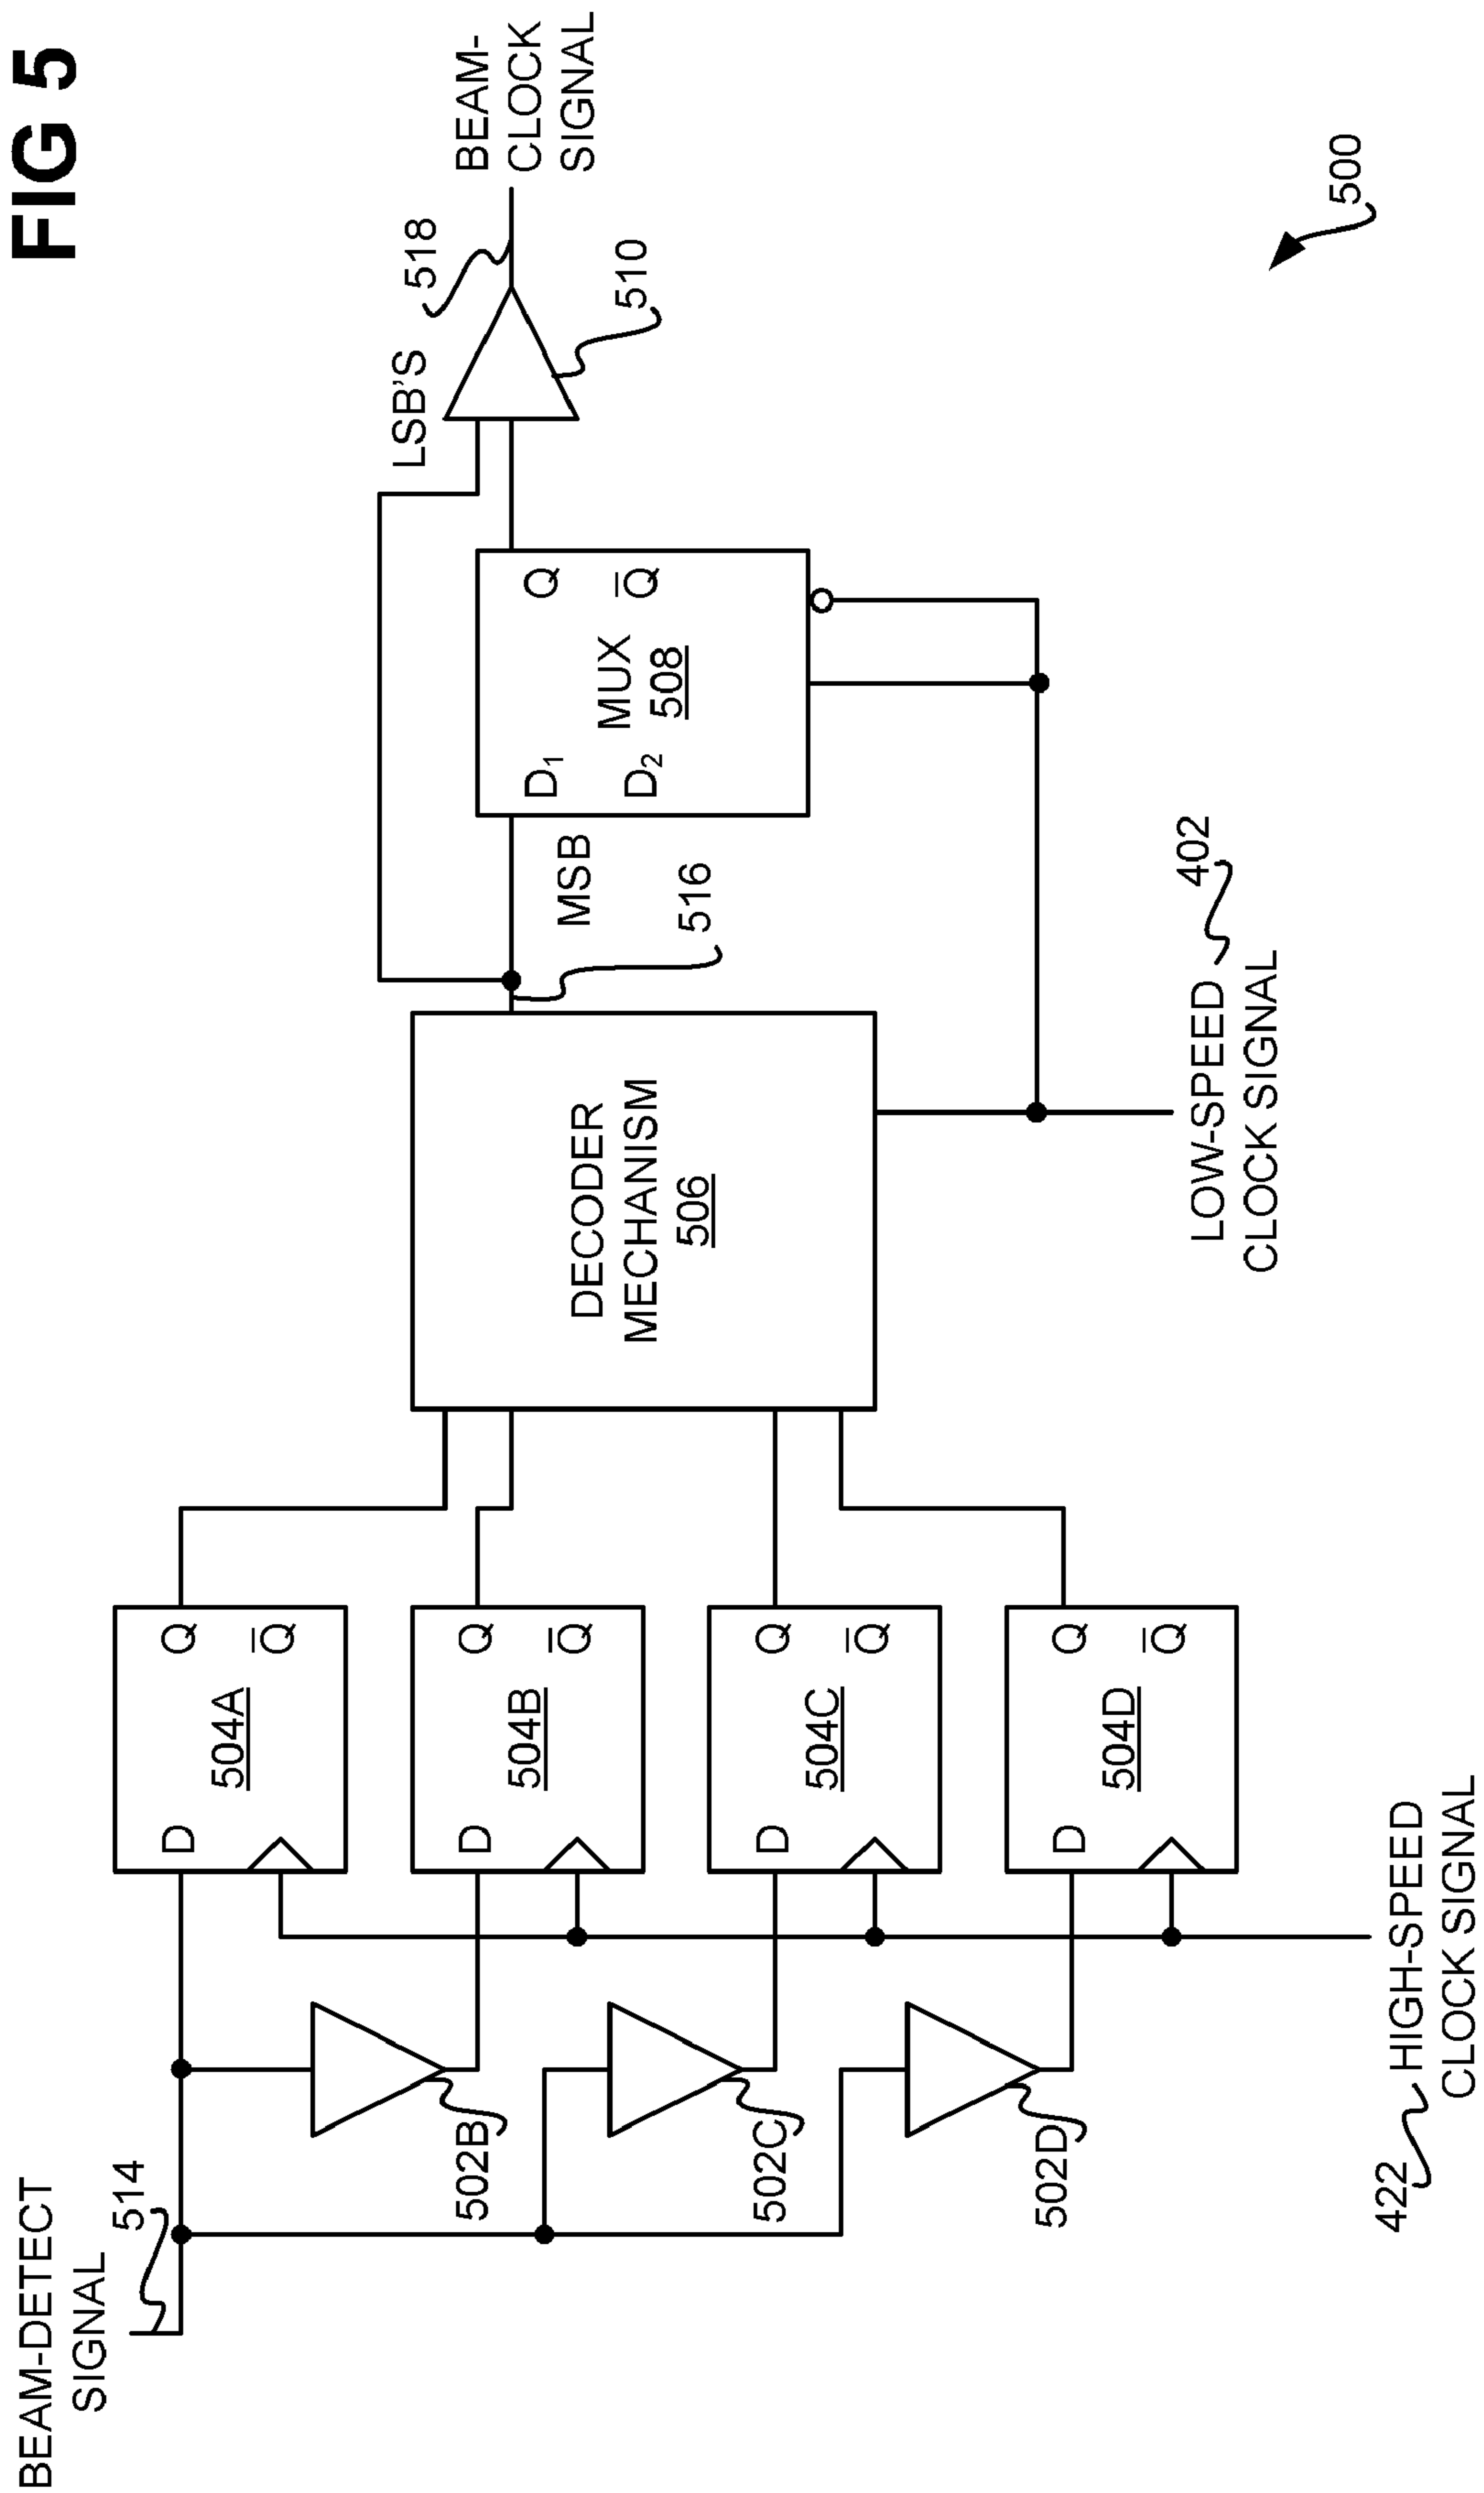 FIG 5
BEAM-DETECT
SIGNAL
514
502B
502C
502D
422
HIGH-SPEED
CLOCK SIGNAL
D
504A
Q
Q
D
504B
Q
Q
D
504C
Q
Q
D
504D
Q
Q
DECODER
MECHANISM
506
516
MSB
LOW-SPEED
CLOCK SIGNAL
402
D1
D2
MUX
508
Q
Q
LSB'S
510
518
BEAM-
CLOCK
SIGNAL
500